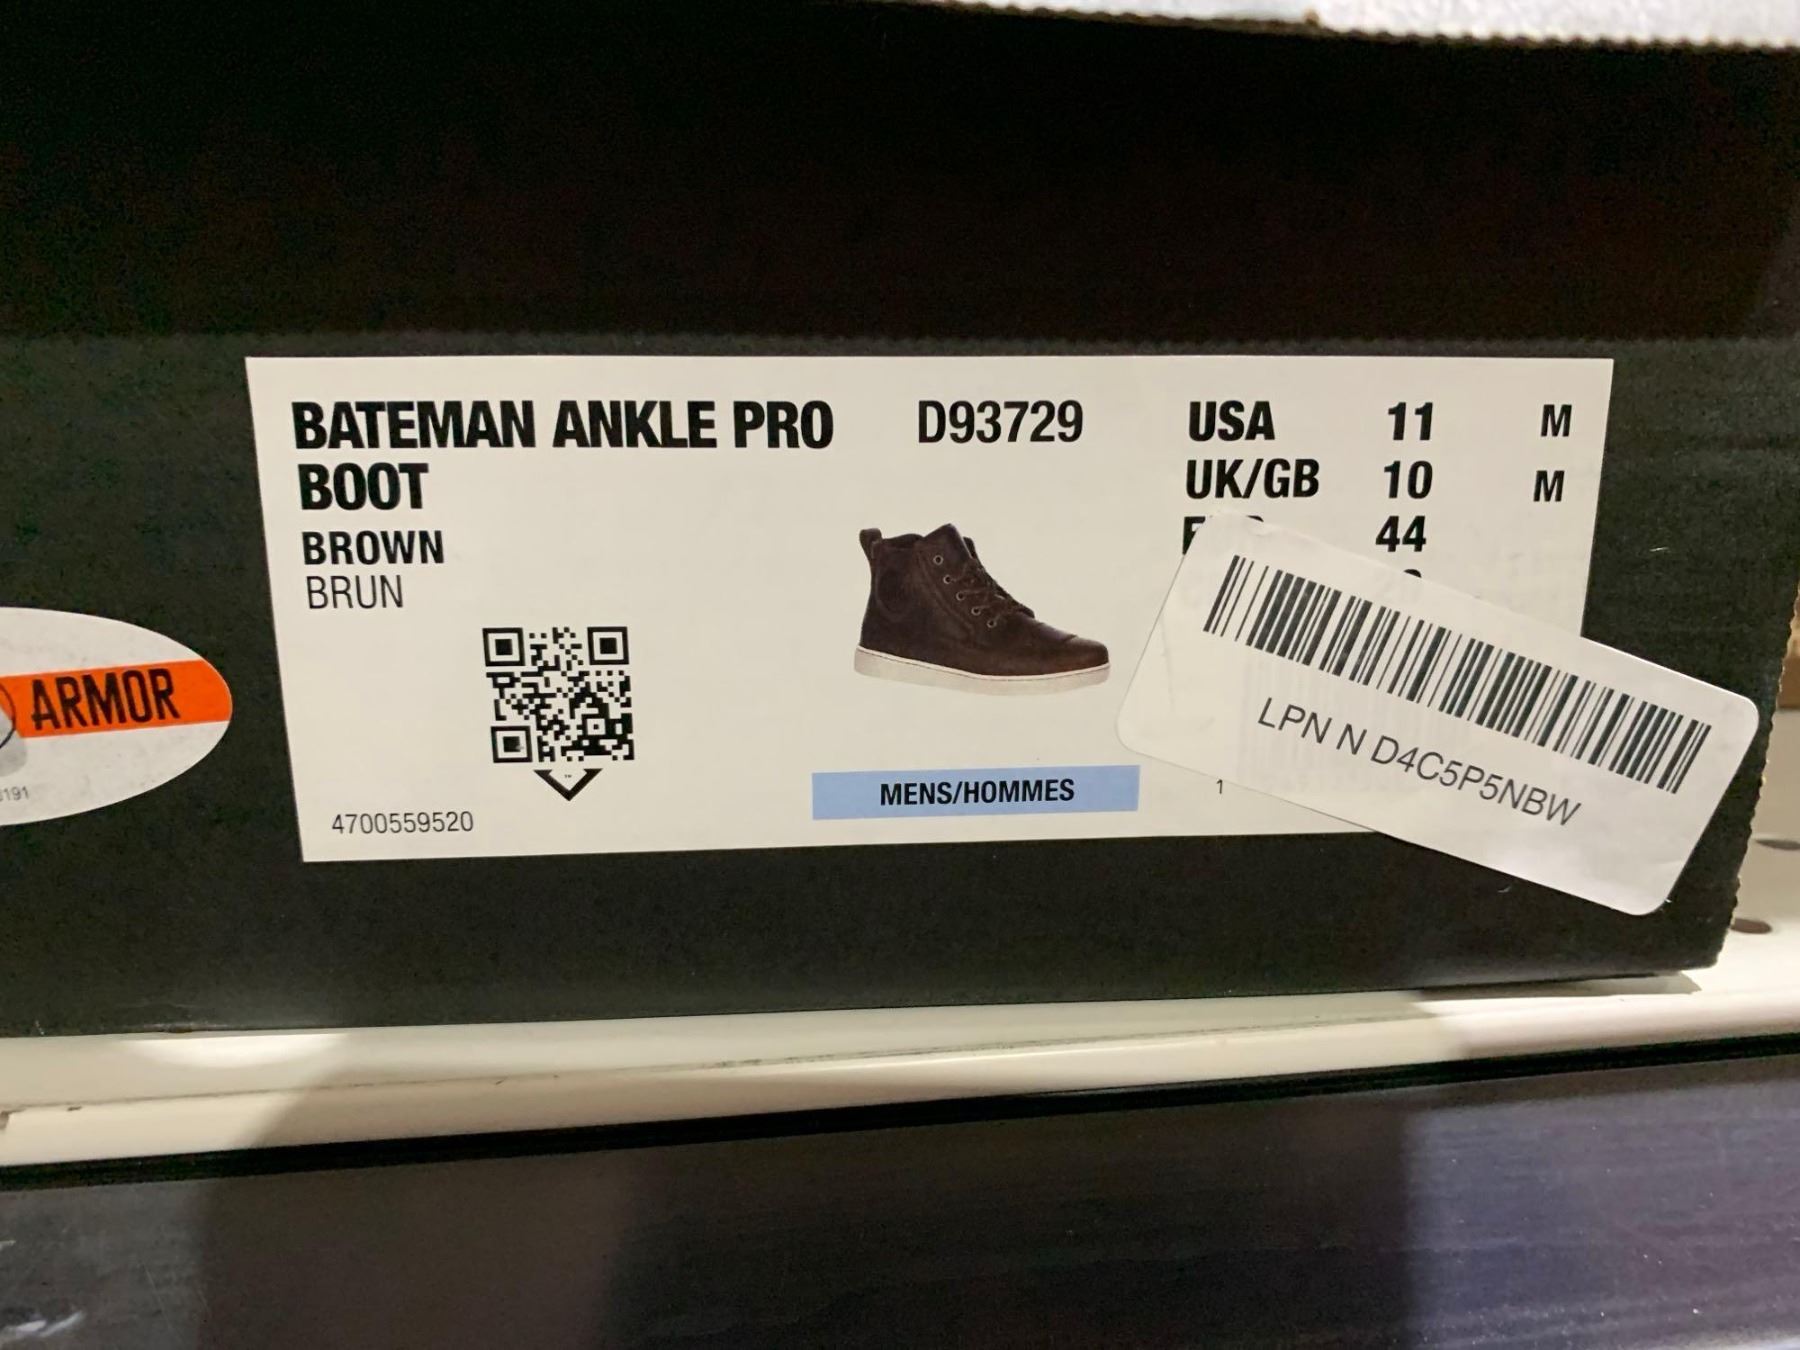 BATEMAN ANKLE PRO
BOOT
BROWN
BRUN
4700559520
D93729
MENS/HOMMES
USA 11 M
UK/GB 10 M
44
1
LPN N D4C5P5NBW
ARMOR
191